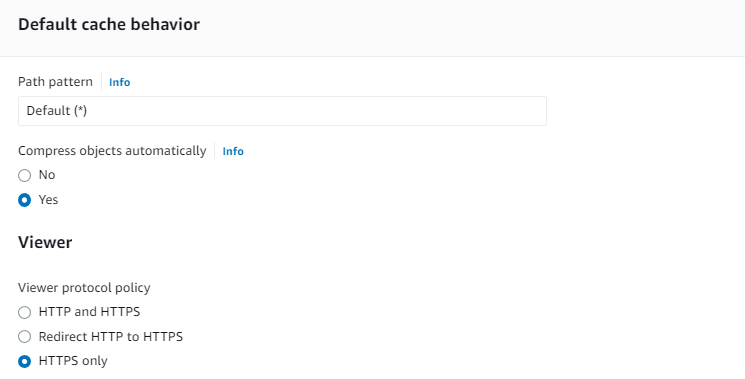 Default cache behavior
Path pattern Info
Default (*)
Compress objects automatically Info
No
Yes
Viewer
Viewer protocol policy
HTTP and HTTPS
Redirect HTTP to HTTPS
HTTPS only